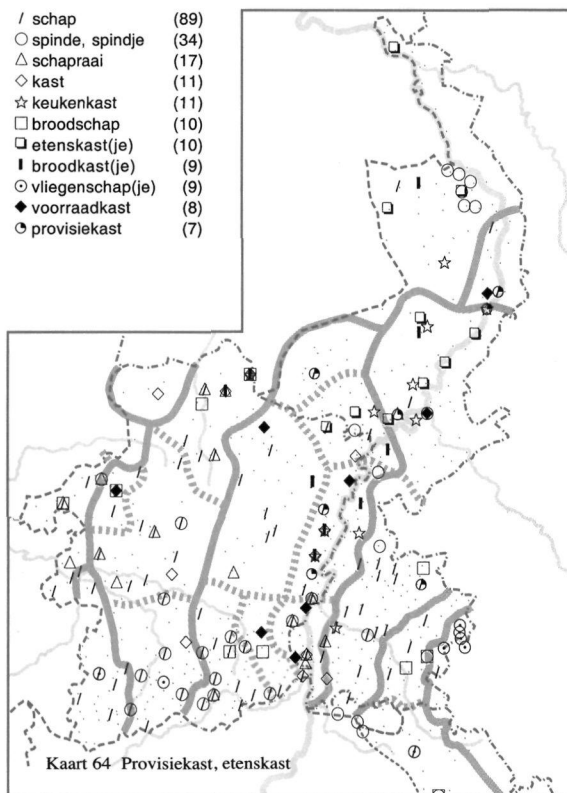 schap (89)
spinde, spindje (34)
schapraai (17)
kast (11)
keukenkast (11)
broodschap (10)
etenskast(je) (10)
broodkast(je) (9)
vliegenschap(je) (9)
voorraadkast (8)
provisiekast (7)
Kaart 64 Provisiekast, etenskast